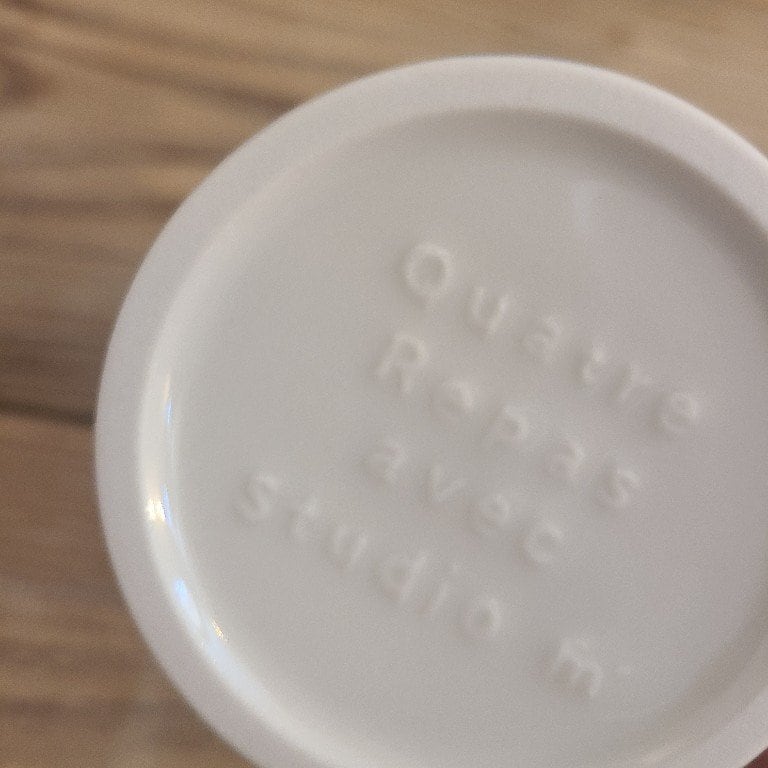 Quatre
Repas
avec
studio m'